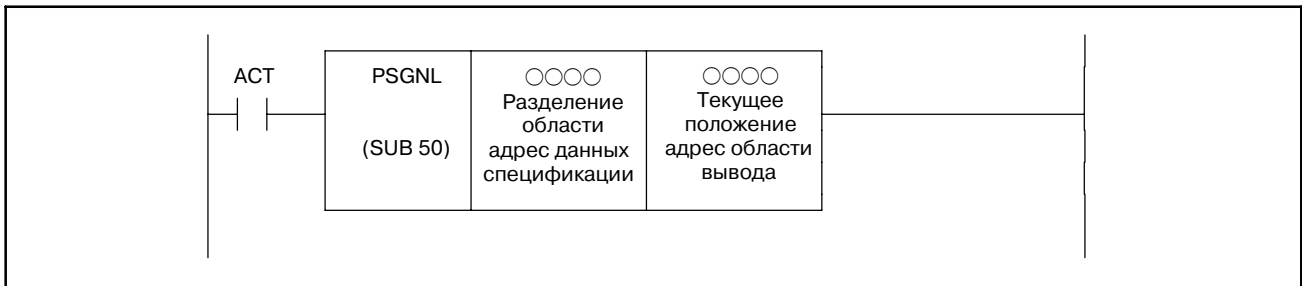 ACT
PSGNL
(SUB 50)
○○○○
Разделение
области
адрес данных
спецификации
○○○○
Текущее
положение
адрес области
вывода